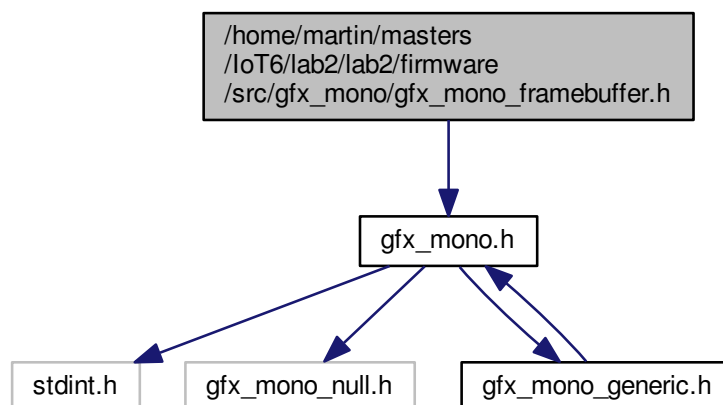 /home/martin/masters
/IoT6/lab2/lab2/firmware
/src/gfx_mono/gfx_mono_framebuffer.h
gfx_mono.h
stdint.h
gfx_mono_null.h
gfx_mono_generic.h